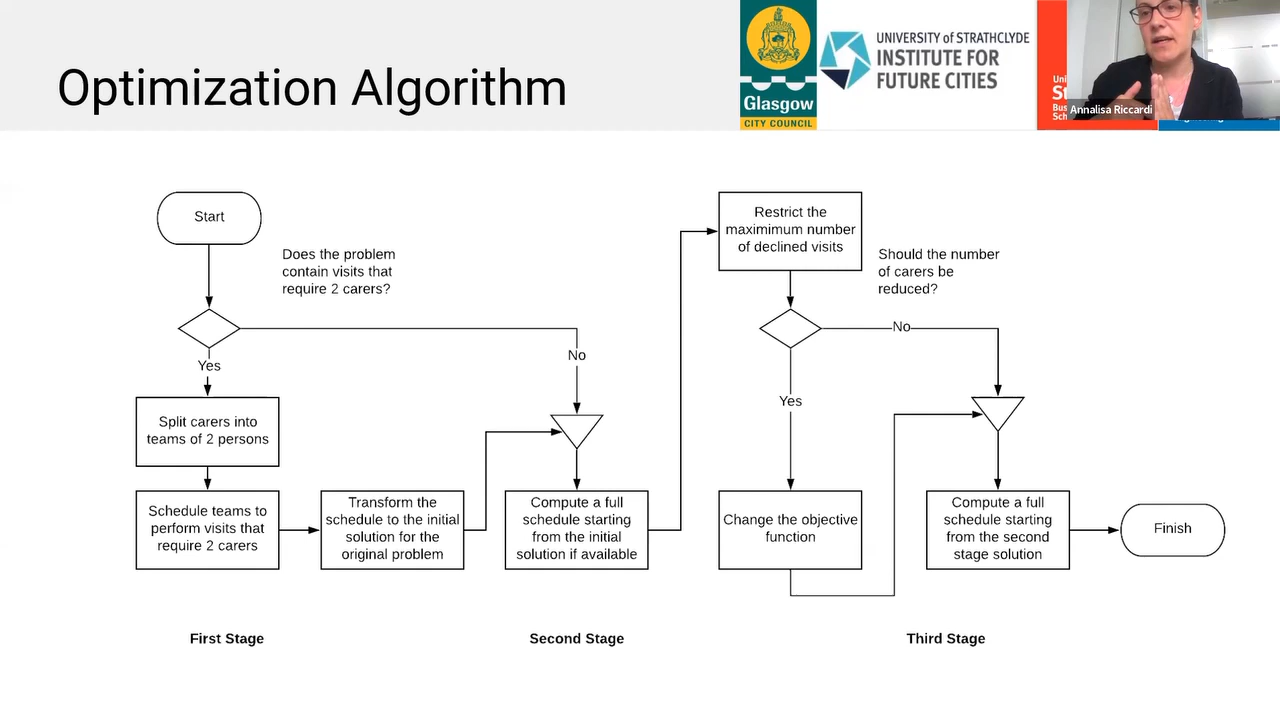 Optimization Algorithm
Glasgow
CITY COUNCIL
UNIVERSITY of STRATHCLYDE
INSTITUTE FOR
FUTURE CITIES
Annalisa Riccardi
Start
Does the problem
contain visits that
require 2 carers?
Yes
No
Split carers into
teams of 2 persons
Schedule teams to
perform visits that
require 2 carers
Transform the
schedule to the initial
solution for the
original problem
Compute a full
schedule starting
from the initial
solution if available
Restrict the
maximimum number
of declined visits
Should the number
of carers be
reduced?
No
Yes
Change the objective
function
Compute a full
schedule starting
from the second
stage solution
Finish
First Stage
Second Stage
Third Stage